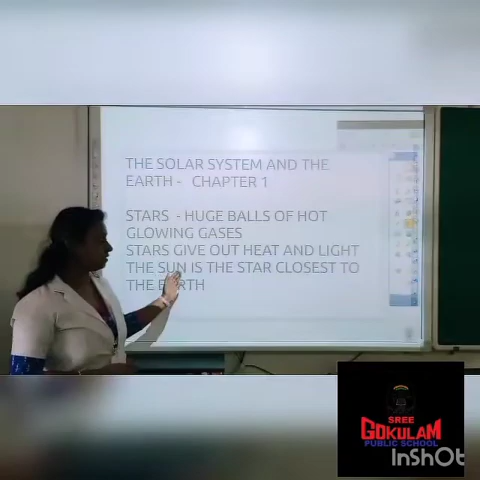 THE SOLAR SYSTEM AND THE
EARTH - CHAPTER 1
STARS - HUGE BALLS OF HOT
GLOWING GASES
STARS GIVE OUT HEAT AND LIGHT
THE SUN IS THE STAR CLOSEST TO
THE EARTH
SREE
GOKULAM
PUBLIC SCHOOL
InShOt